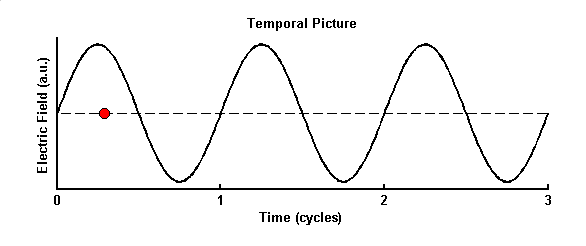 Temporal Picture
Electric Field (a.u.)
0 1 2 3
Time (cycles)